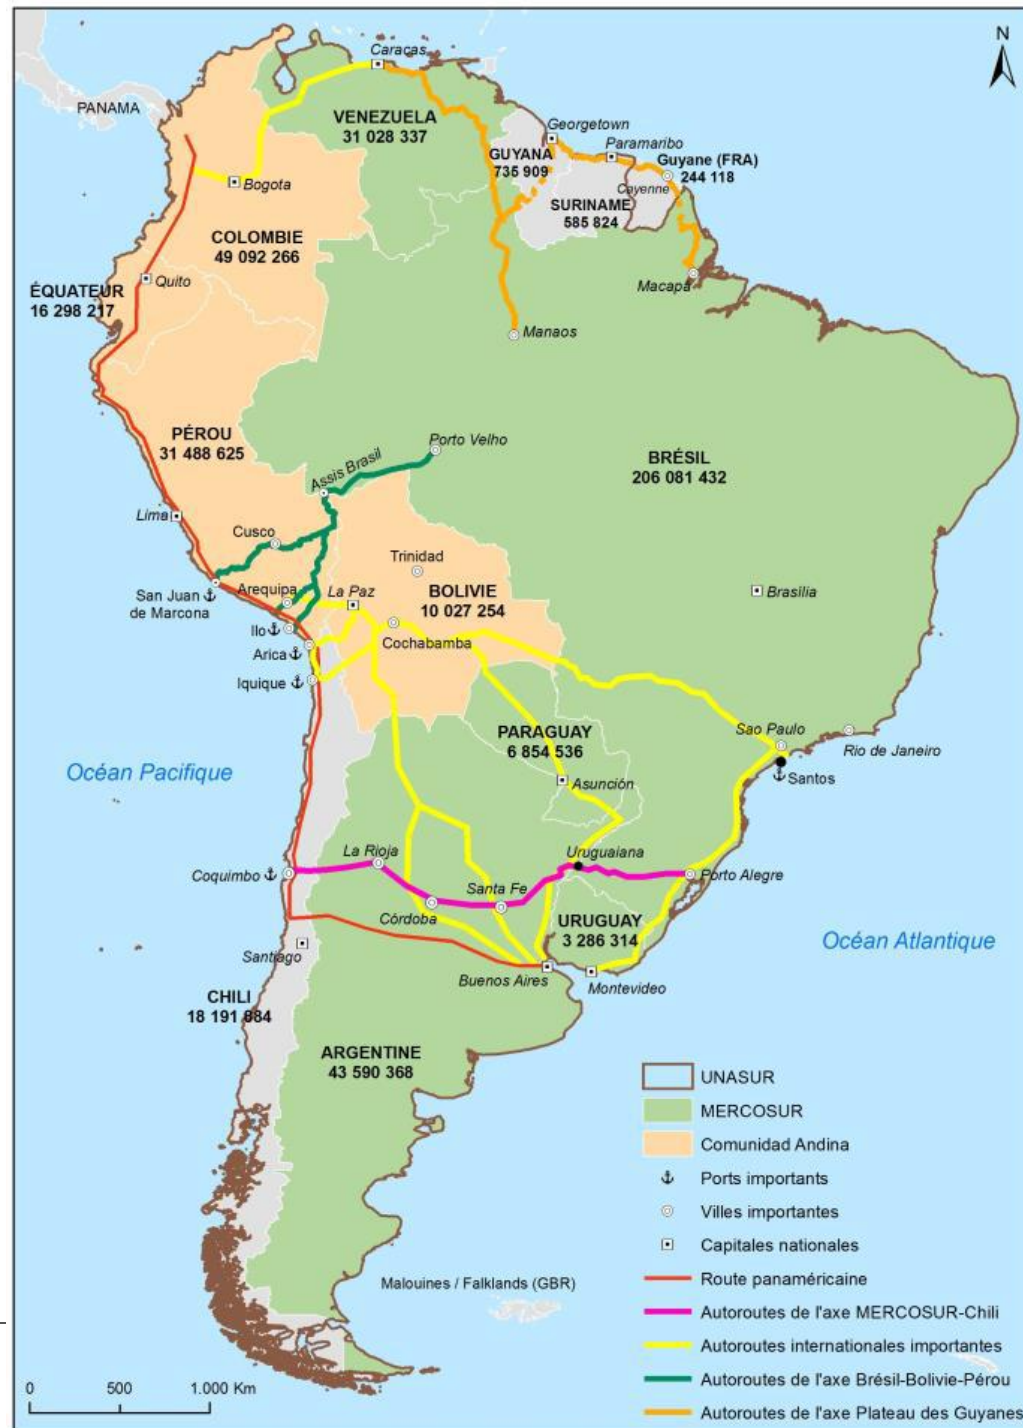 N
Caracas
PANAMA
VENEZUELA
31 028 337
Georgetown
Paramaribo
GUYANA
735 909
Guyane (FRA)
244 118
Cayenne
SURINAME
585 824
Bogota
COLOMBIE
49 092 266
Quito
ÉQUATEUR
16 298 217
Macapa
Manaos
PÉROU
31 488 625
Porto Velho
Assis Brasil
BRÉSIL
206 081 432
Lima
Cusco
Trinidad
San Juan
de Marcona
Arequipa
La Paz
BOLIVIE
10 027 254
Brasília
Ilo
Arica
Cochabamba
Iquique
PARAGUAY
6 854 536
Sao Paulo
Rio de Janeiro
Océan Pacifique
Asunción
Santos
La Rioja
Uruguaiana
Coquimbo
Santa Fe
Porto Alegre
Córdoba
URUGUAY
3 286 314
Océan Atlantique
Santiago
Buenos Aires
Montevideo
CHILI
18 191 884
ARGENTINE
43 590 368
UNASUR
MERCOSUR
Comunidad Andina
Ports importants
Villes importantes
Capitales nationales
Malouines / Falklands (GBR)
Route panaméricaine
Autoroutes de l'axe MERCOSUR-Chili
Autoroutes internationales importantes
Autoroutes de l'axe Brésil-Bolivie-Pérou
Autoroutes de l'axe Plateau des Guyanes
0 500 1.000 Km